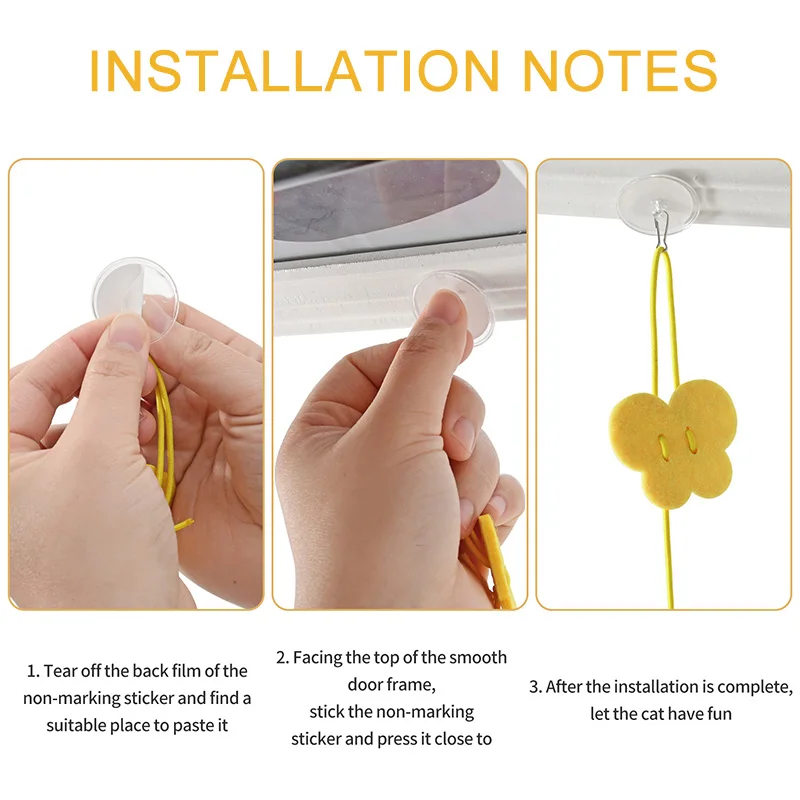 INSTALLATION NOTES
1. Tear off the back film of the
non-marking sticker and find a
suitable place to paste it
2. Facing the top of the smooth
door frame,
stick the non-marking
sticker and press it close to
3. After the installation is complete,
let the cat have fun